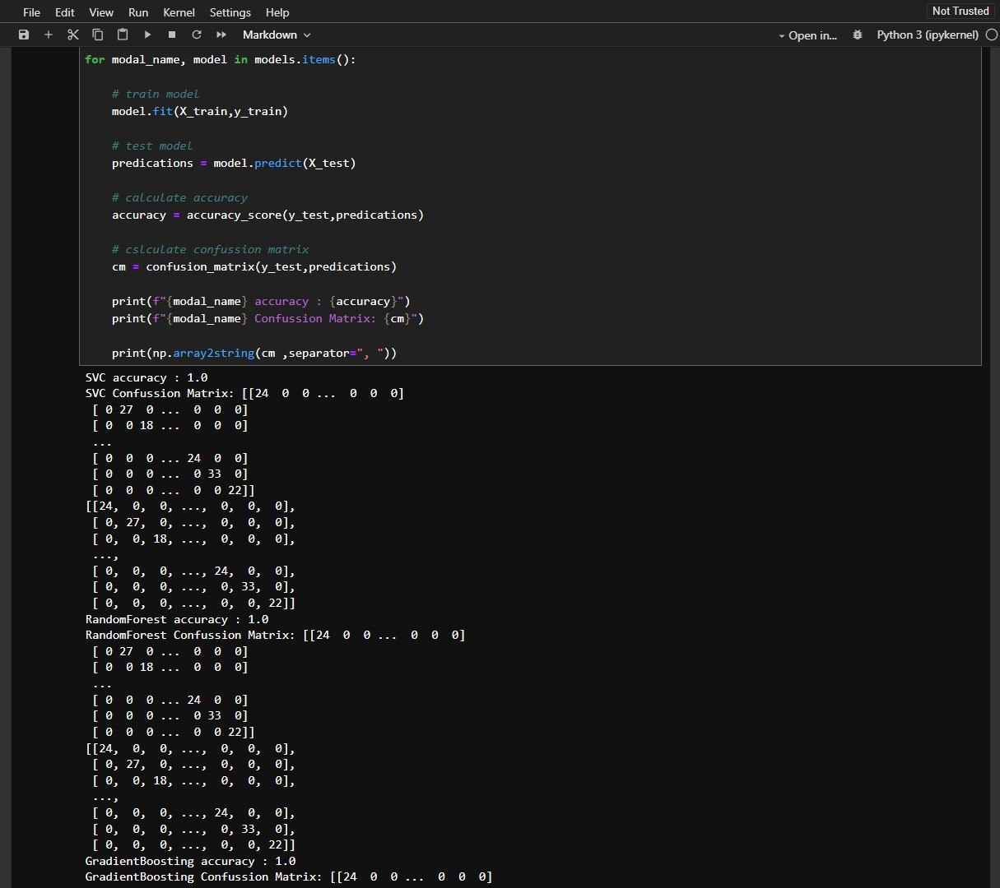 File Edit View Run Kernel Settings Help Not Trusted
Markdown Open in... Python 3 (ipykernel)
for modal_name, model in models.items():
# train model
model.fit(X_train,y_train)
# test model
predications = model.predict(X_test)
# calculate accuracy
accuracy = accuracy_score(y_test,predications)
# cslculate confussion matrix
cm = confusion_matrix(y_test,predications)
print(f"{modal_name} accuracy : {accuracy}")
print(f"{modal_name} Confussion Matrix: {cm}")
print(np.array2string(cm ,separator=", "))
SVC accuracy : 1.0
SVC Confussion Matrix: [[24  0  0 ...  0  0  0]
[ 0 27  0 ...  0  0  0]
[ 0  0 18 ...  0  0  0]
...
[ 0  0  0 ... 24  0  0]
[ 0  0  0 ...  0 33  0]
[ 0  0  0 ...  0  0 22]]
[[24,  0,  0, ...,  0,  0,  0],
[ 0, 27,  0, ...,  0,  0,  0],
[ 0,  0, 18, ...,  0,  0,  0],
...,
[ 0,  0,  0, ..., 24,  0,  0],
[ 0,  0,  0, ...,  0, 33,  0],
[ 0,  0,  0, ...,  0,  0, 22]]
RandomForest accuracy : 1.0
RandomForest Confussion Matrix: [[24  0  0 ...  0  0  0]
[ 0 27  0 ...  0  0  0]
[ 0  0 18 ...  0  0  0]
...
[ 0  0  0 ... 24  0  0]
[ 0  0  0 ...  0 33  0]
[ 0  0  0 ...  0  0 22]]
[[24,  0,  0, ...,  0,  0,  0],
[ 0, 27,  0, ...,  0,  0,  0],
[ 0,  0, 18, ...,  0,  0,  0],
...,
[ 0,  0,  0, ..., 24,  0,  0],
[ 0,  0,  0, ...,  0, 33,  0],
[ 0,  0,  0, ...,  0,  0, 22]]
GradientBoosting accuracy : 1.0
GradientBoosting Confussion Matrix: [[24  0  0 ...  0  0  0]